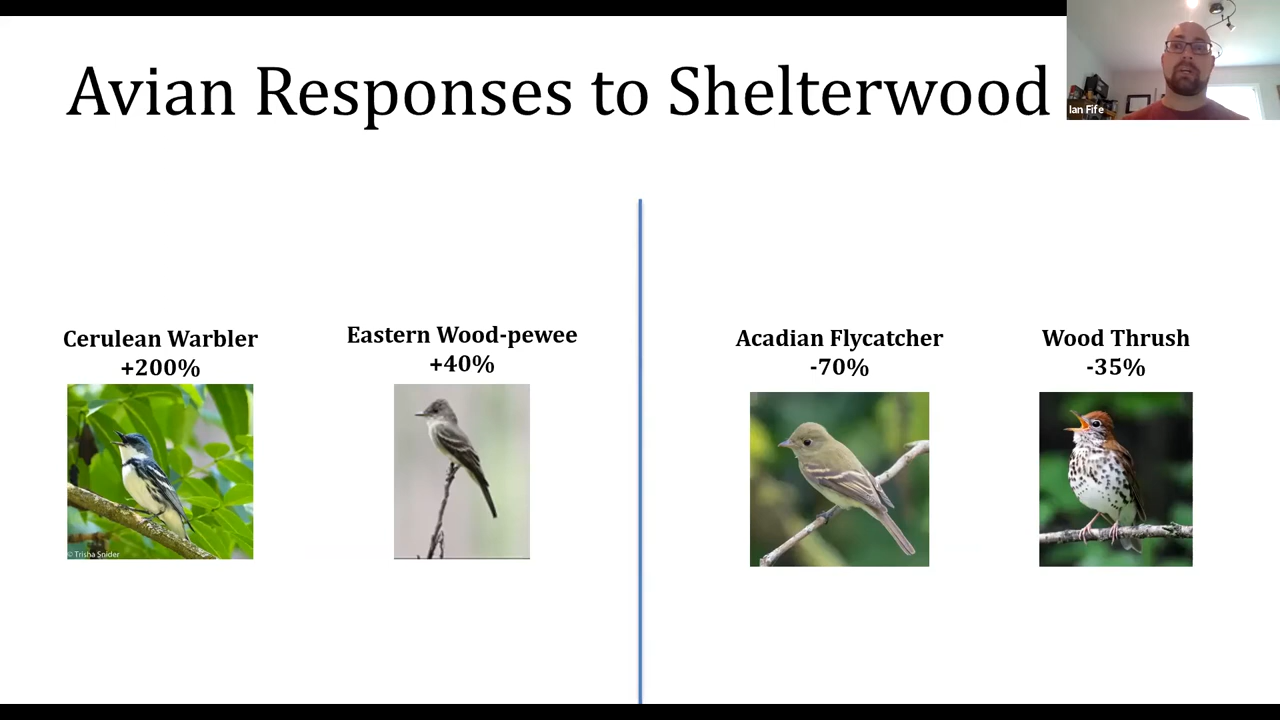 Avian Responses to Shelterwood
Ian Fife
Cerulean Warbler
+200%
Eastern Wood-pewee
+40%
Acadian Flycatcher
-70%
Wood Thrush
-35%
© Trisha Snider